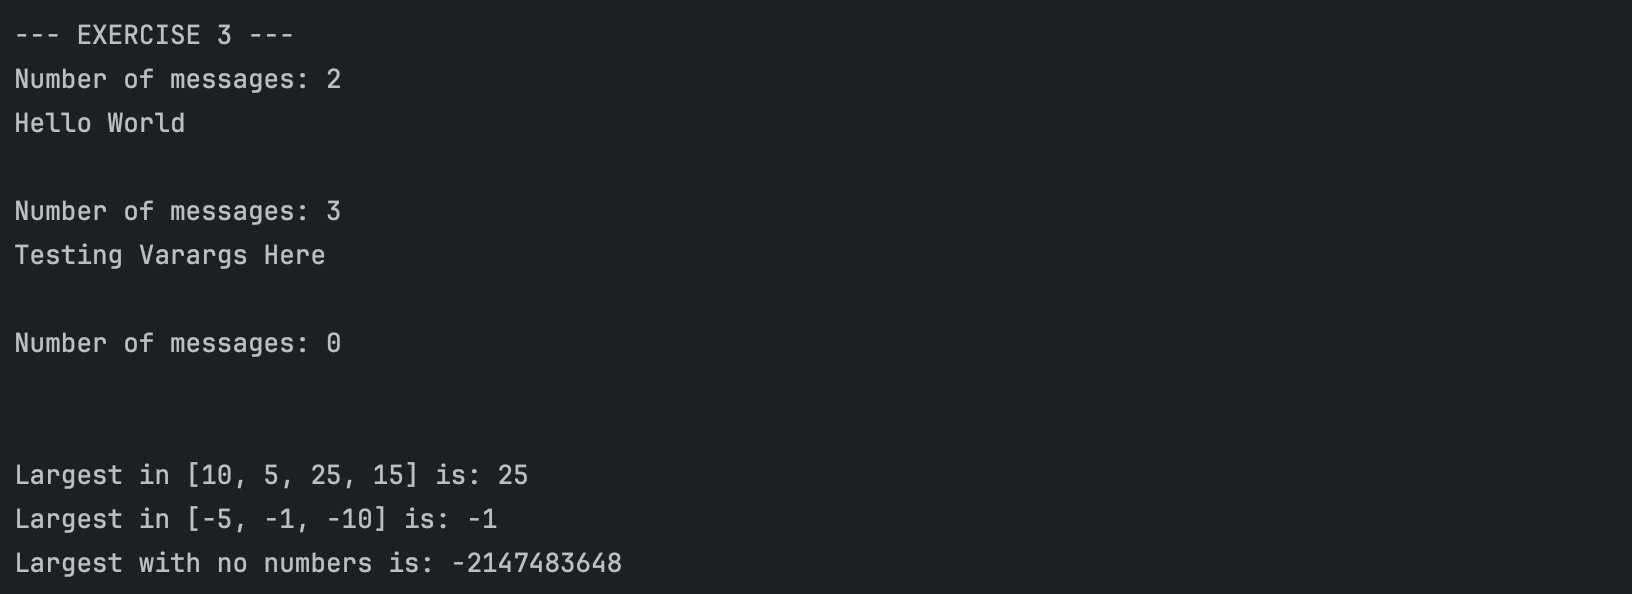 --- EXERCISE 3 ---
Number of messages: 2
Hello World
Number of messages: 3
Testing Varargs Here
Number of messages: 0
Largest in [10, 5, 25, 15] is: 25
Largest in [-5, -1, -10] is: -1
Largest with no numbers is: -2147483648